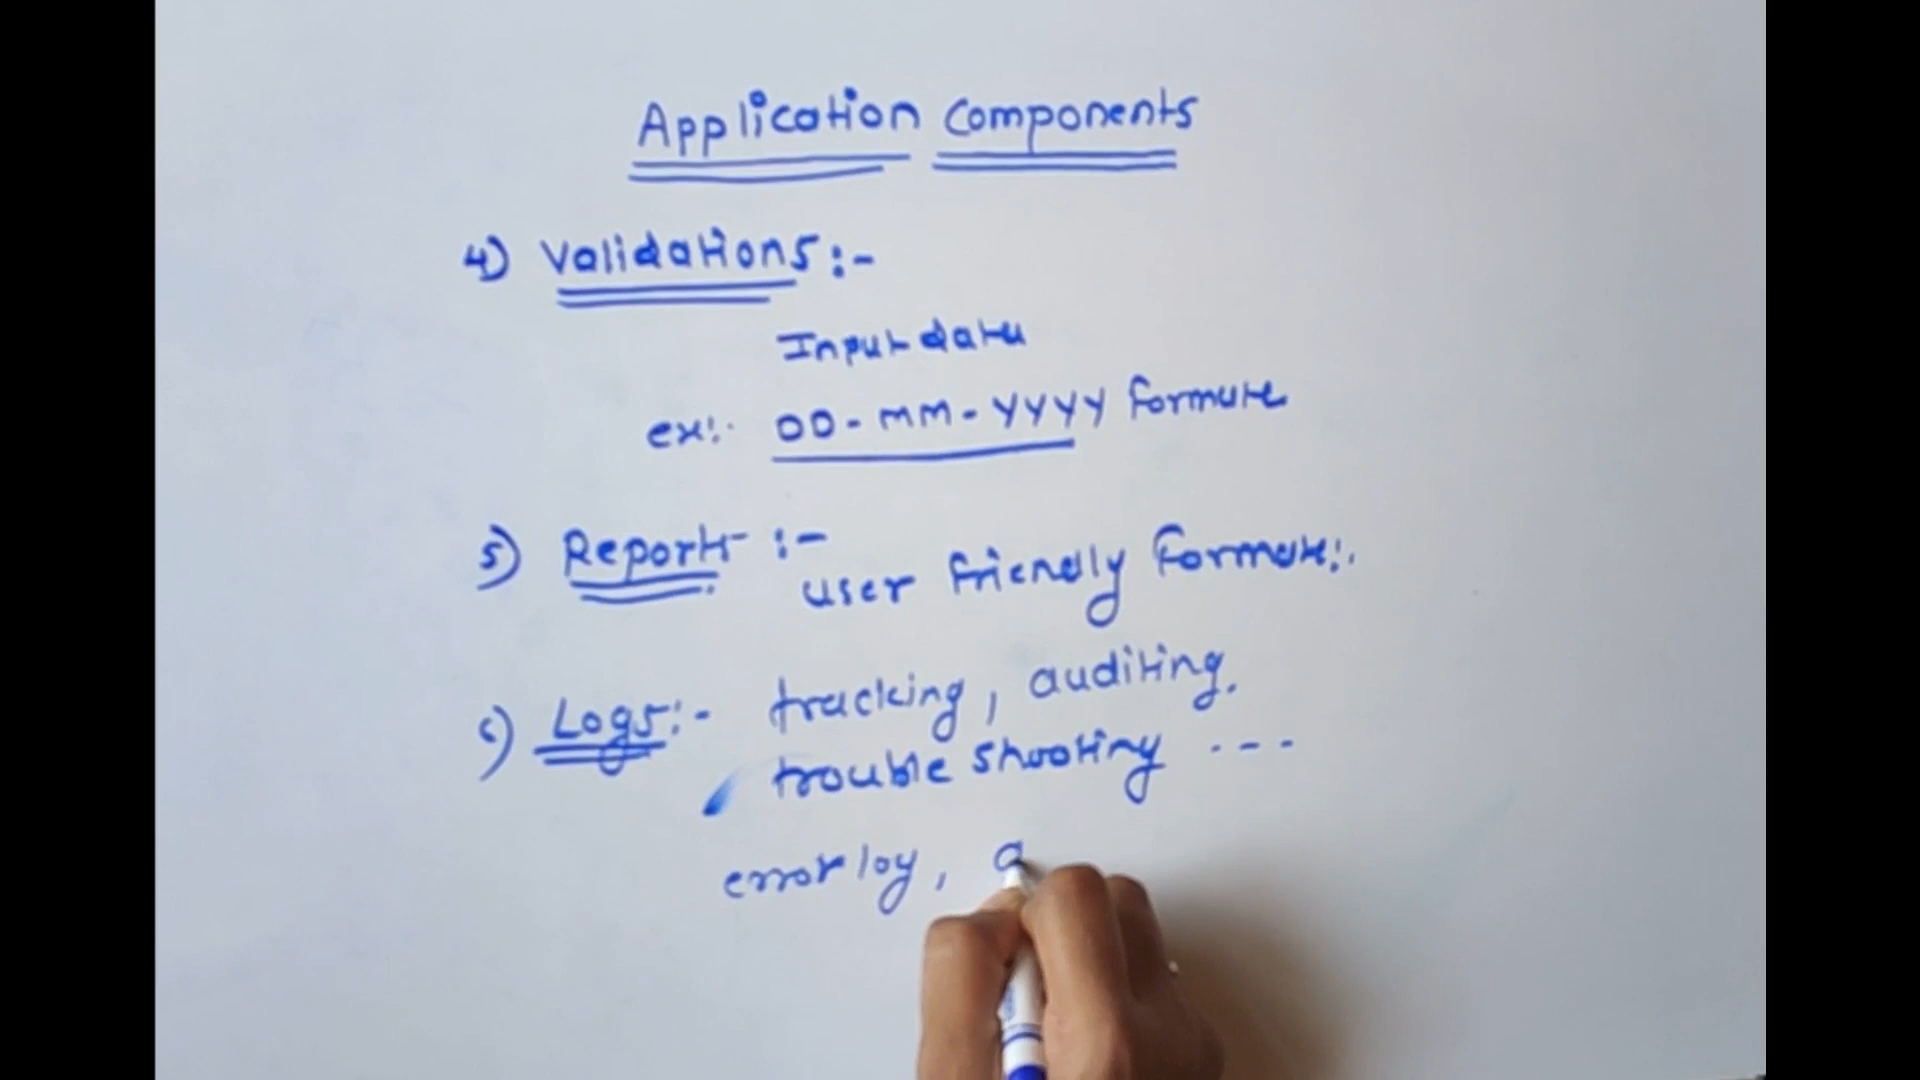 Application Components
4) Validations:-
Input data
ex:- DD-MM-YYYY Format
5) Report :-
user friendly Format:.
6) Logs:- tracking, auditing.
trouble shooting ---
error log, a